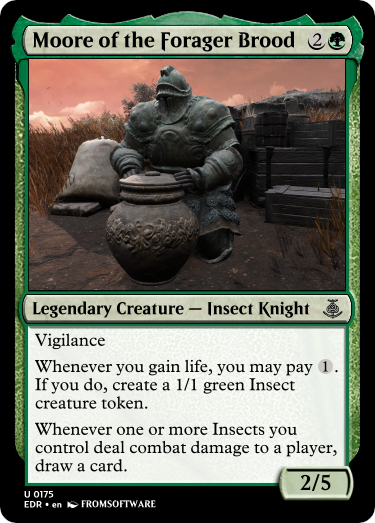 Moore of the Forager Brood 2
Legendary Creature — Insect Knight
Vigilance
Whenever you gain life, you may pay 1.
If you do, create a 1/1 green Insect
creature token.
Whenever one or more Insects you
control deal combat damage to a player,
draw a card.
2/5
U 0175
EDR • en FROMSOFTWARE